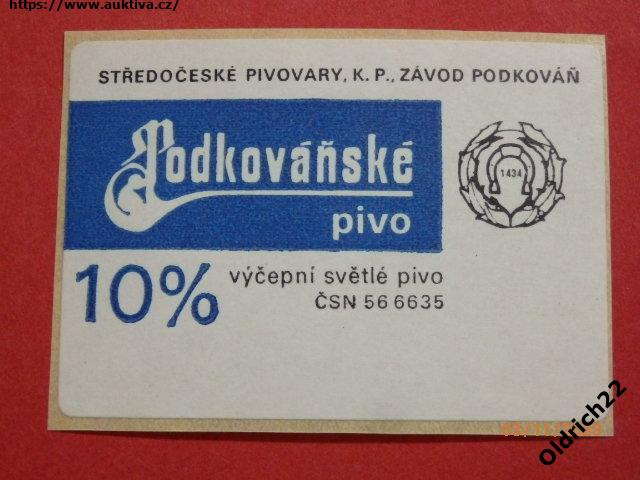 https://www.auktiva.cz/
STŘEDOČESKÉ PIVOVARY, K. P., ZÁVOD PODKOVÁŇ
Podkováňské
pivo
1434
10% výčepní světlé pivo
ČSN 56 6635
Oldrich22